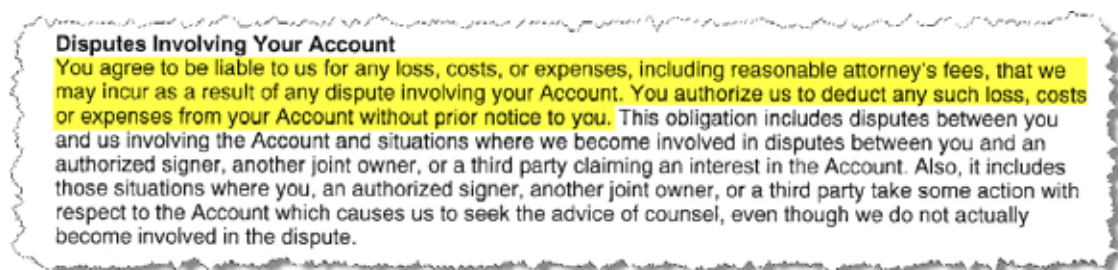 Disputes Involving Your Account
You agree to be liable to us for any loss, costs, or expenses, including reasonable attorney's fees, that we
may incur as a result of any dispute involving your Account. You authorize us to deduct any such loss, costs
or expenses from your Account without prior notice to you. This obligation includes disputes between you
and us involving the Account and situations where we become involved in disputes between you and an
authorized signer, another joint owner, or a third party claiming an interest in the Account. Also, it includes
those situations where you, an authorized signer, another joint owner, or a third party take some action with
respect to the Account which causes us to seek the advice of counsel, even though we do not actually
become involved in the dispute.